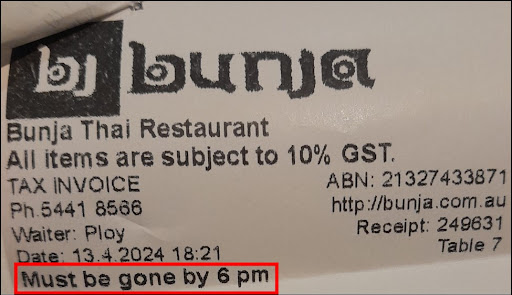 bj bunja
Bunja Thai Restaurant
All items are subject to 10% GST.
TAX INVOICE ABN: 21327433871
Ph.5441 8566 http://bunja.com.au
Waiter: Ploy Receipt: 249631
Date: 13.4.2024 18:21 Table 7
Must be gone by 6 pm